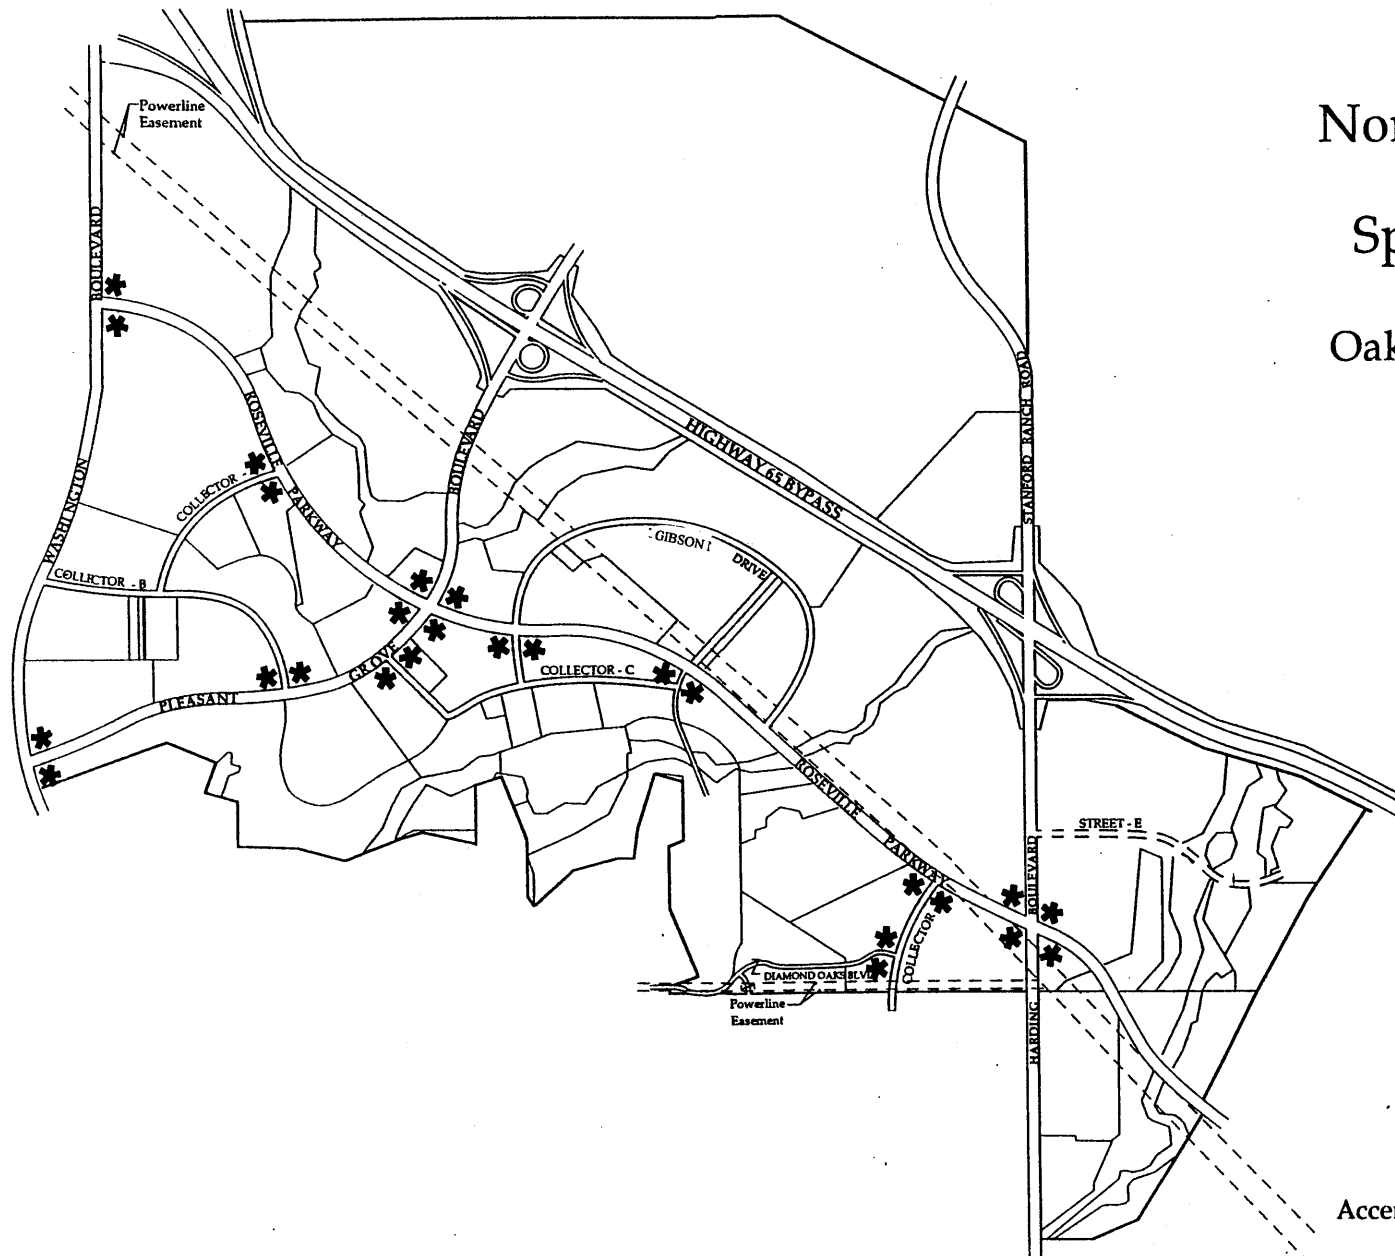 Nor
Sp
Oak
Powerline
Easement
BOULEVARD
WASHINGTON
ROSEVILLE
PARKWAY
COLLECTOR -
COLLECTOR - B
BOULEVARD
GROVE
PLEASANT
HIGHWAY 65 BYPASS
GIBSON
DRIVE
COLLECTOR - C
STANFORD RANCH ROAD
ROSEVILLE
PARKWAY
STREET - E
BOULEVARD
HARDING
COLLECTOR
DIAMOND OAKS BLVD
Powerline
Easement
Accen